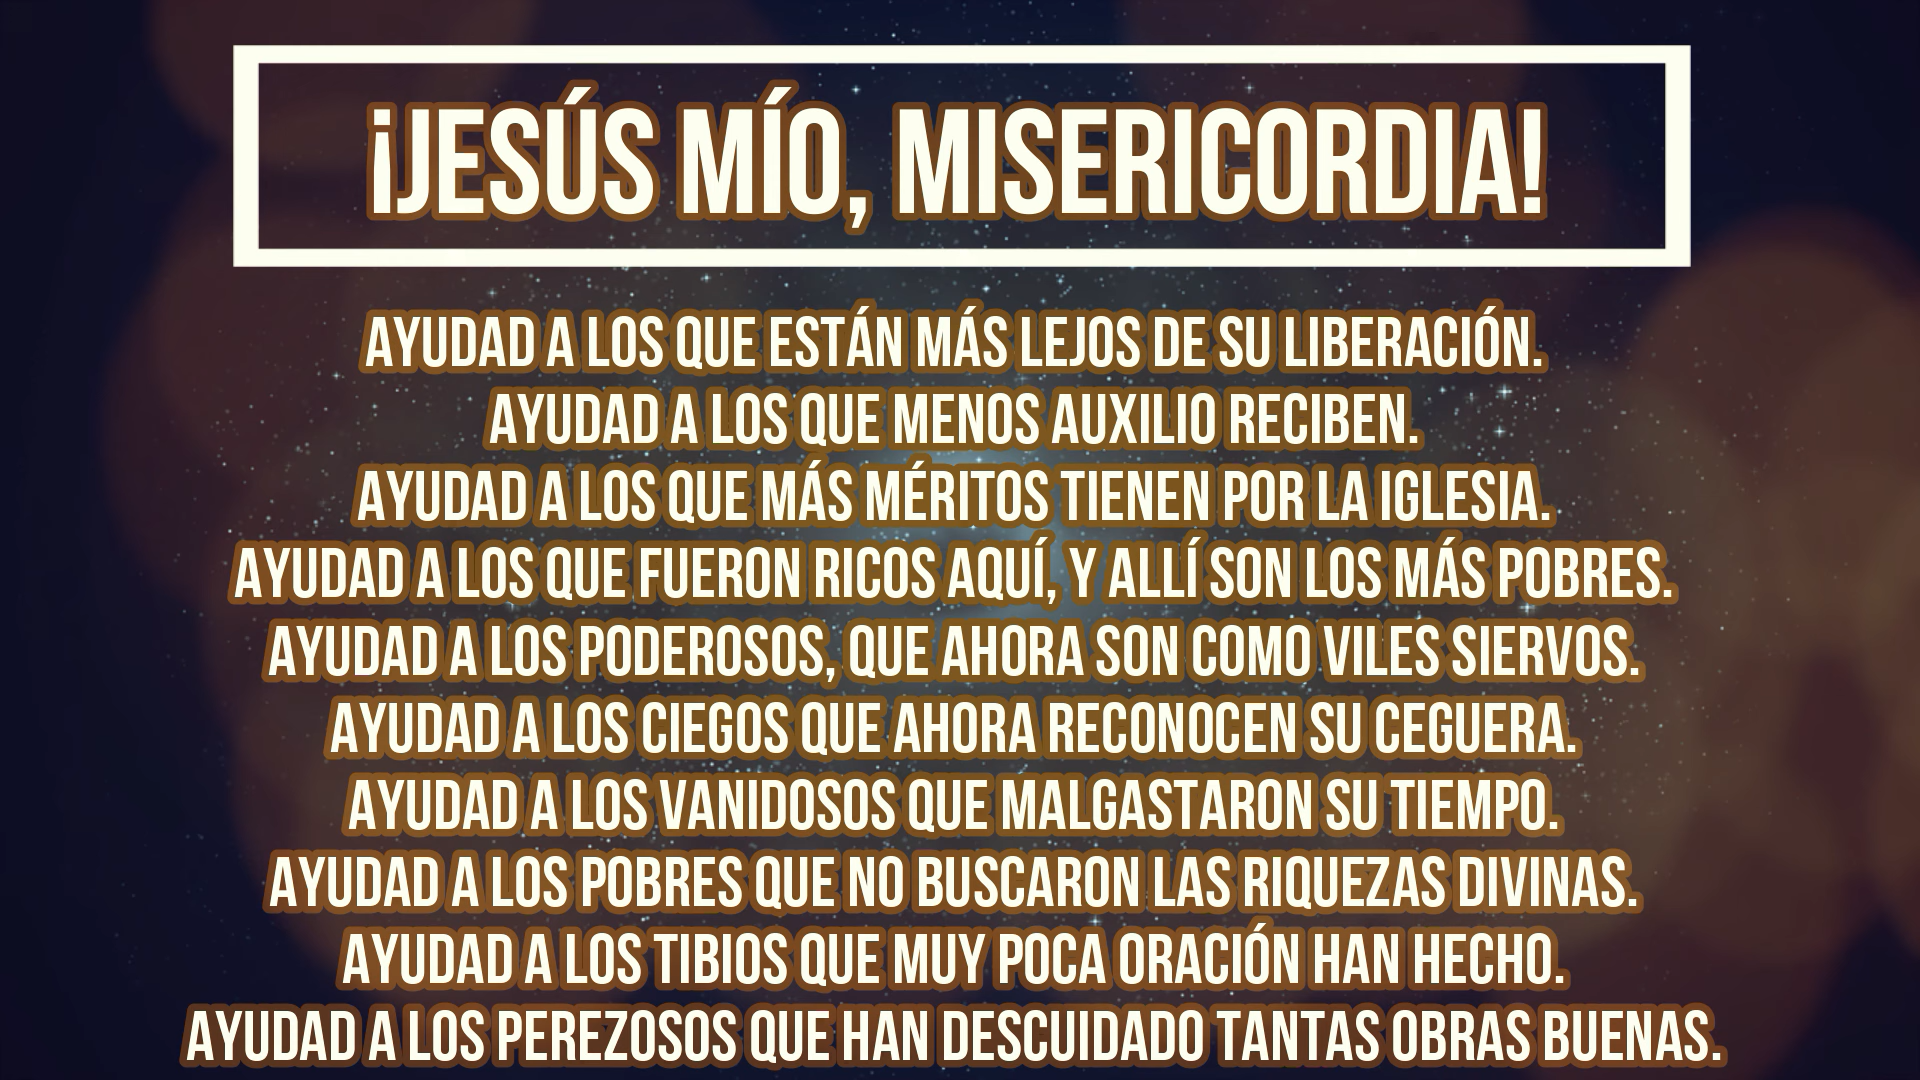 ¡JESÚS MÍO, MISERICORDIA!
AYUDAD A LOS QUE ESTÁN MÁS LEJOS DE SU LIBERACIÓN.
AYUDAD A LOS QUE MENOS AUXILIO RECIBEN.
AYUDAD A LOS QUE MÁS MÉRITOS TIENEN POR LA IGLESIA.
AYUDAD A LOS QUE FUERON RICOS AQUÍ, Y ALLÍ SON LOS MÁS POBRES.
AYUDAD A LOS PODEROSOS, QUE AHORA SON COMO VILES SIERVOS.
AYUDAD A LOS CIEGOS QUE AHORA RECONOCEN SU CEGUERA.
AYUDAD A LOS VANIDOSOS QUE MALGASTARON SU TIEMPO.
AYUDAD A LOS POBRES QUE NO BUSCARON LAS RIQUEZAS DIVINAS.
AYUDAD A LOS TIBIOS QUE MUY POCA ORACIÓN HAN HECHO.
AYUDAD A LOS PEREZOSOS QUE HAN DESCUIDADO TANTAS OBRAS BUENAS.